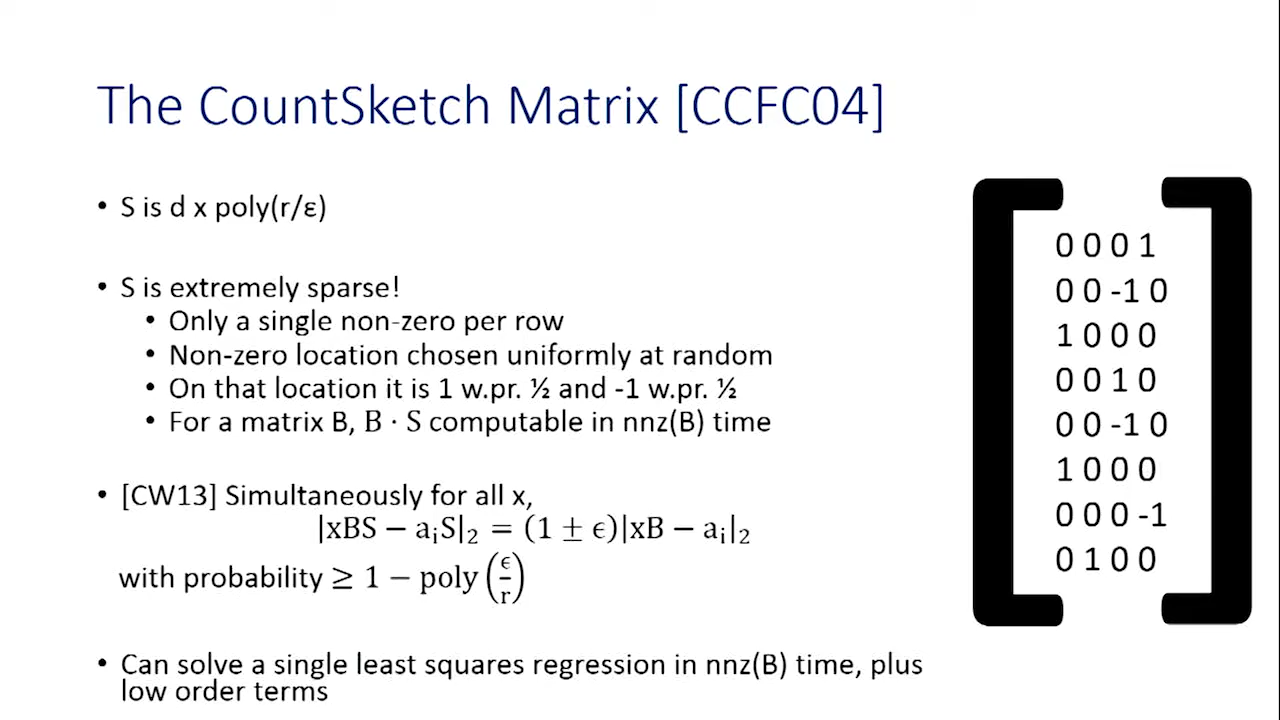 The CountSketch Matrix [CCFC04]
• S is d x poly(r/ε)
• S is extremely sparse!
• Only a single non-zero per row
• Non-zero location chosen uniformly at random
• On that location it is 1 w.pr. ½ and -1 w.pr. ½
• For a matrix B, B · S computable in nnz(B) time
• [CW13] Simultaneously for all x,
|xBS − aᵢS|₂ = (1 ± ϵ)|xB − aᵢ|₂
with probability ≥ 1 − poly(ϵ/r)
• Can solve a single least squares regression in nnz(B) time, plus
low order terms
0 0 0 1
0 0 -1 0
1 0 0 0
0 0 1 0
0 0 -1 0
1 0 0 0
0 0 0 -1
0 1 0 0